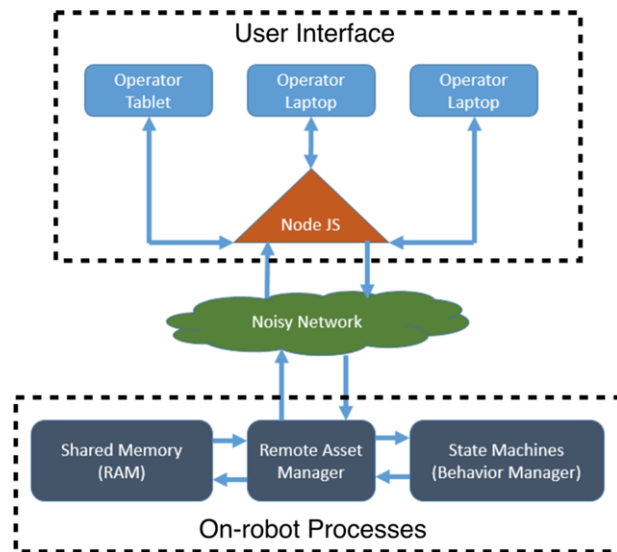 User Interface
Operator
Tablet
Operator
Laptop
Operator
Laptop
Node JS
Noisy Network
Shared Memory
(RAM)
Remote Asset
Manager
State Machines
(Behavior Manager)
On-robot Processes